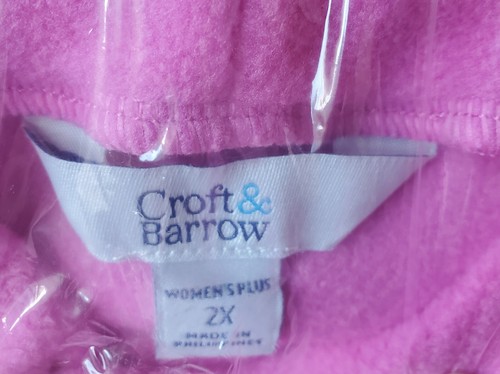 Croft&
Barrow
WOMEN'S PLUS
2X
MADE IN
PHILIPPINES